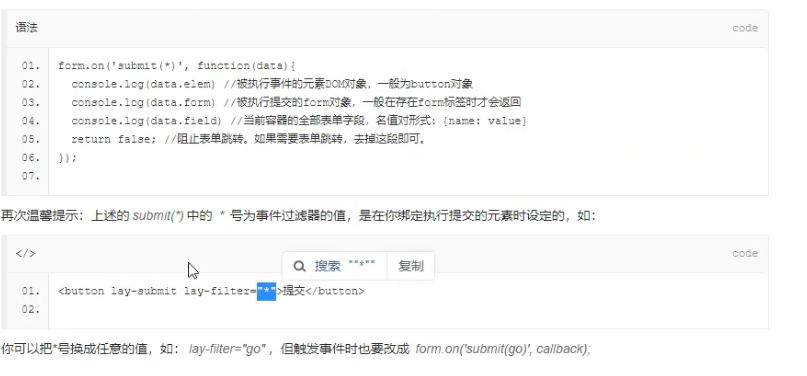 语法 code
01. form.on('submit(*)', function(data){
02. console.log(data.elem) //被执行事件的元素DOM对象，一般为button对象
03. console.log(data.form) //被执行提交的form对象，一般在存在form标签时才会返回
04. console.log(data.field) //当前容器的全部表单字段，名值对形式：{name: value}
05. return false; //阻止表单跳转。如果需要表单跳转，去掉这段即可。
06. });
07.
再次温馨提示：上述的 submit(*) 中的 * 号为事件过滤器的值，是在你绑定执行提交的元素时设定的，如：
</> code
搜索 ""*"" 复制
01. <button lay-submit lay-filter="*">提交</button>
02.
你可以把*号换成任意的值，如： lay-filter="go" ，但触发事件时也要改成 form.on('submit(go)', callback);